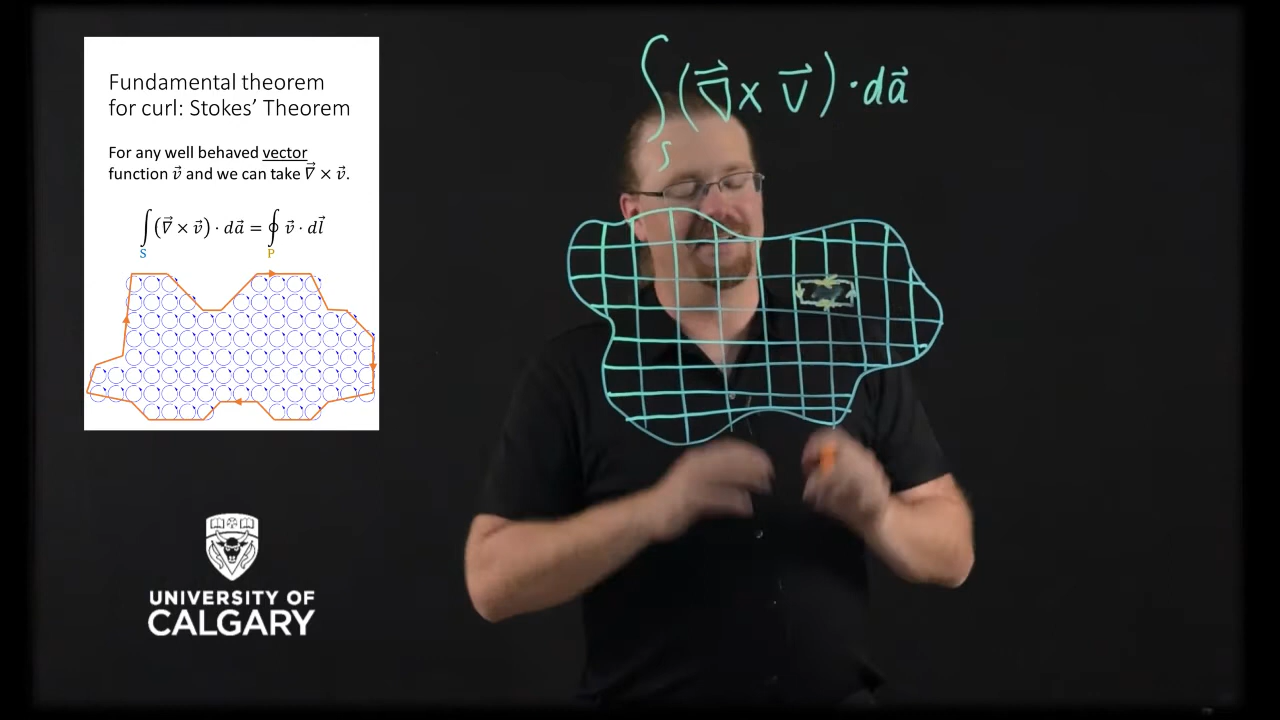 Fundamental theorem
for curl: Stokes’ Theorem
For any well behaved vector
function v⃗ and we can take ∇⃗ × v⃗.
∫ (∇⃗ × v⃗) · da⃗ = ∮ v⃗ · dl⃗
S P
∫ (∇⃗ x v⃗) · da⃗
S
UNIVERSITY OF
CALGARY